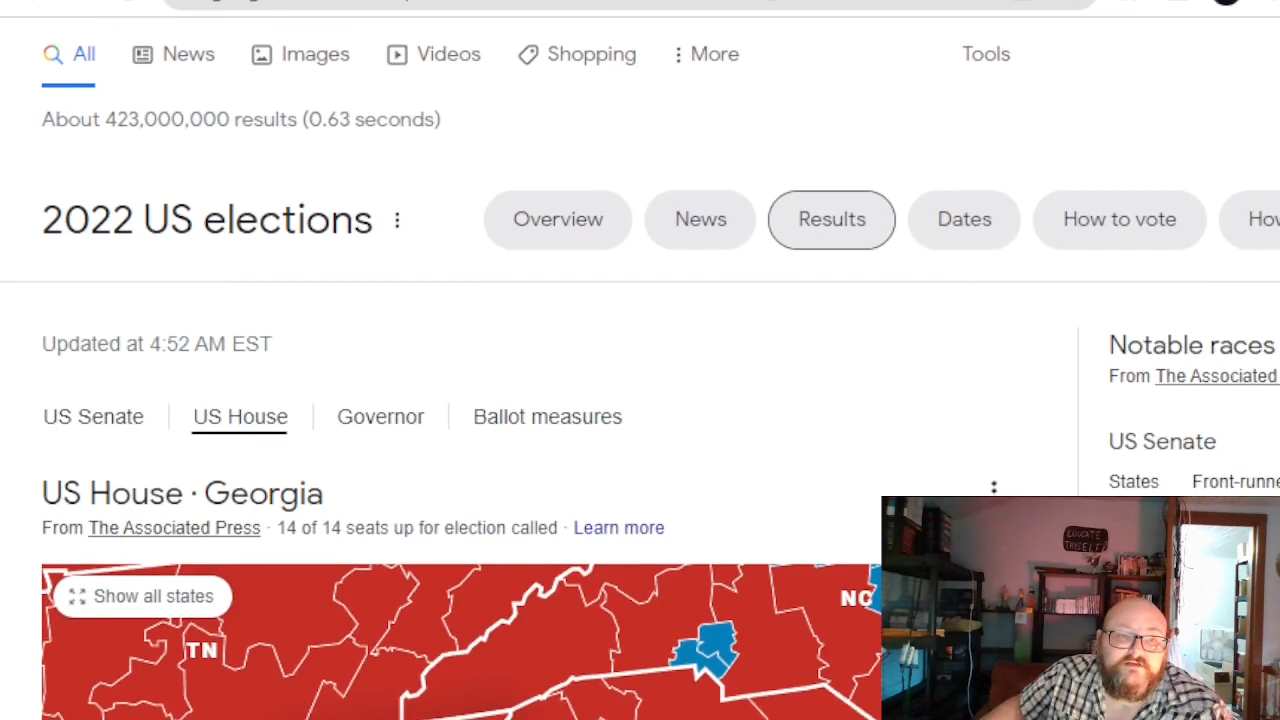 All News Images Videos Shopping More Tools
About 423,000,000 results (0.63 seconds)
2022 US elections Overview News Results Dates How to vote
Updated at 4:52 AM EST
US Senate US House Governor Ballot measures
US House · Georgia
From The Associated Press · 14 of 14 seats up for election called · Learn more
Show all states
TN
NC
Notable races
From The Associated
US Senate
States
EDUCATE
THYSELF